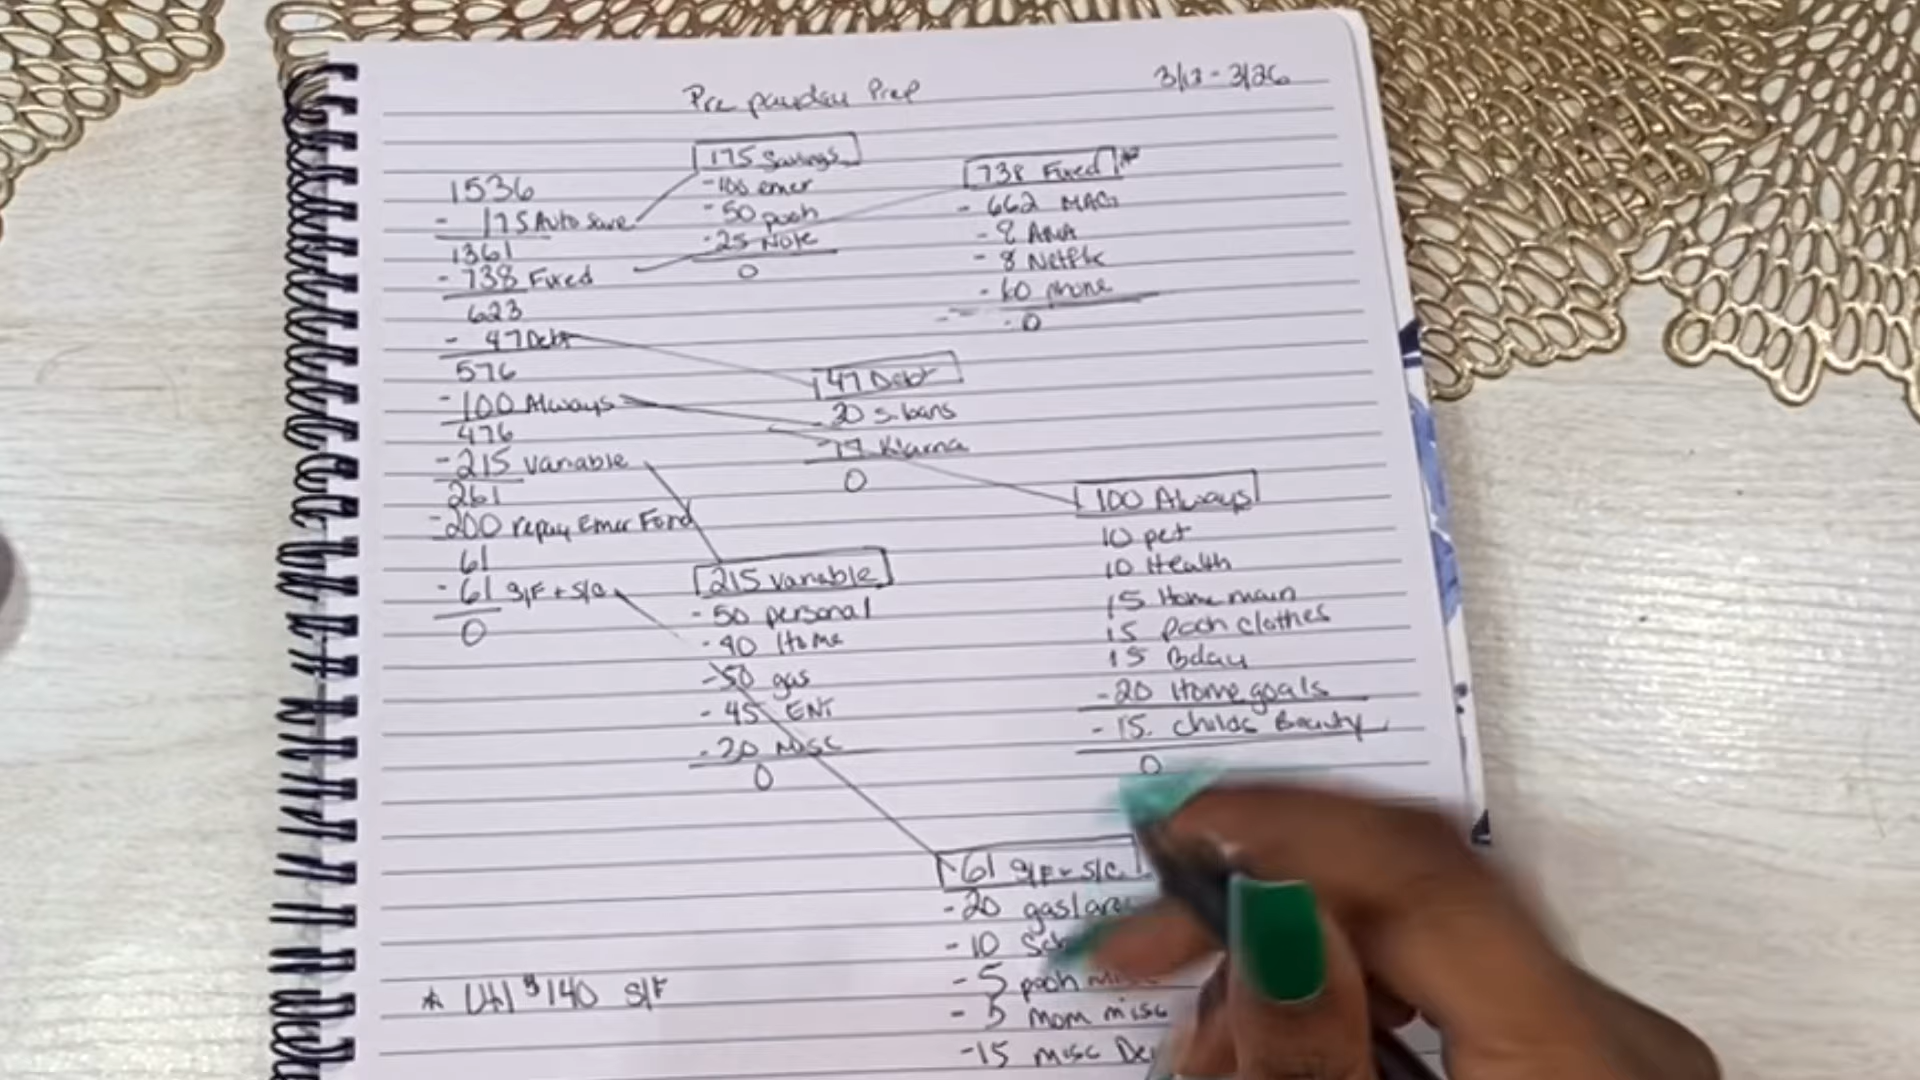 Pre payday Prep
3/13 - 3/26
1536
- 175 Auto Save
1361
- 738 Fixed
623
- 47 Debt
576
- 100 Always
476
- 215 variable
261
- 200 repay Emer Fond
61
- 61 S/F + S/C
0
175 Savings
- 100 emer
- 50 pooh
- 25 Note
0
738 Fixed
- 662 MAG
- 8 ANA
- 8 Netflx
- 60 phone
0
47 Debt
20 S. loans
Klarna
0
100 Always
10 pet
10 Health
15 Home main
15 Pooh clothes
15 Bday
- 20 Home goals
- 15. childs Beauty
0
215 variable
- 50 personal
- 40 Home
- 50 gas
- 45 ENT
- 20 Misc
0
61 S/F + S/C
- 20 gas/
- 10
- 5 pooh
- 5 mom misc
- 15 misc
* $140 S/F